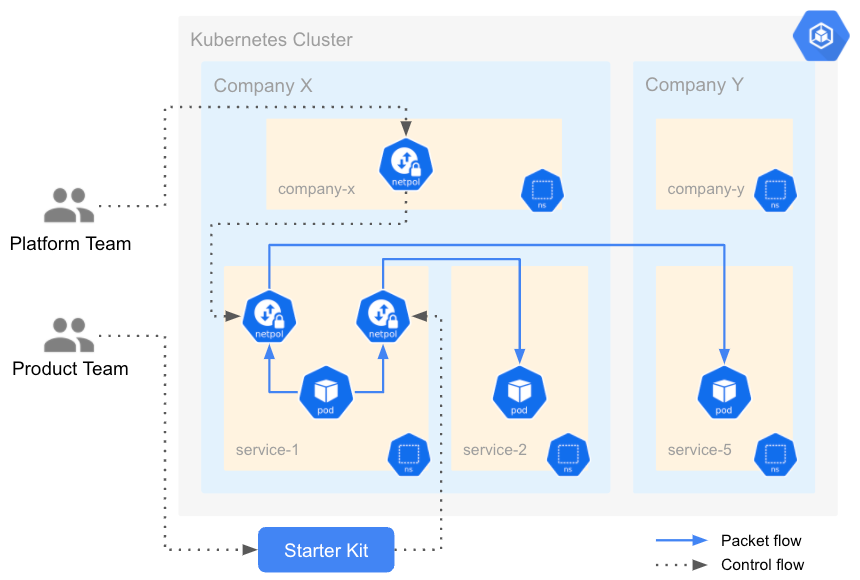 Kubernetes Cluster
Company X
Company Y
netpol
company-x
ns
company-y
ns
Platform Team
netpol
netpol
Product Team
pod
pod
pod
service-1
ns
service-2
ns
service-5
ns
Starter Kit
Packet flow
Control flow